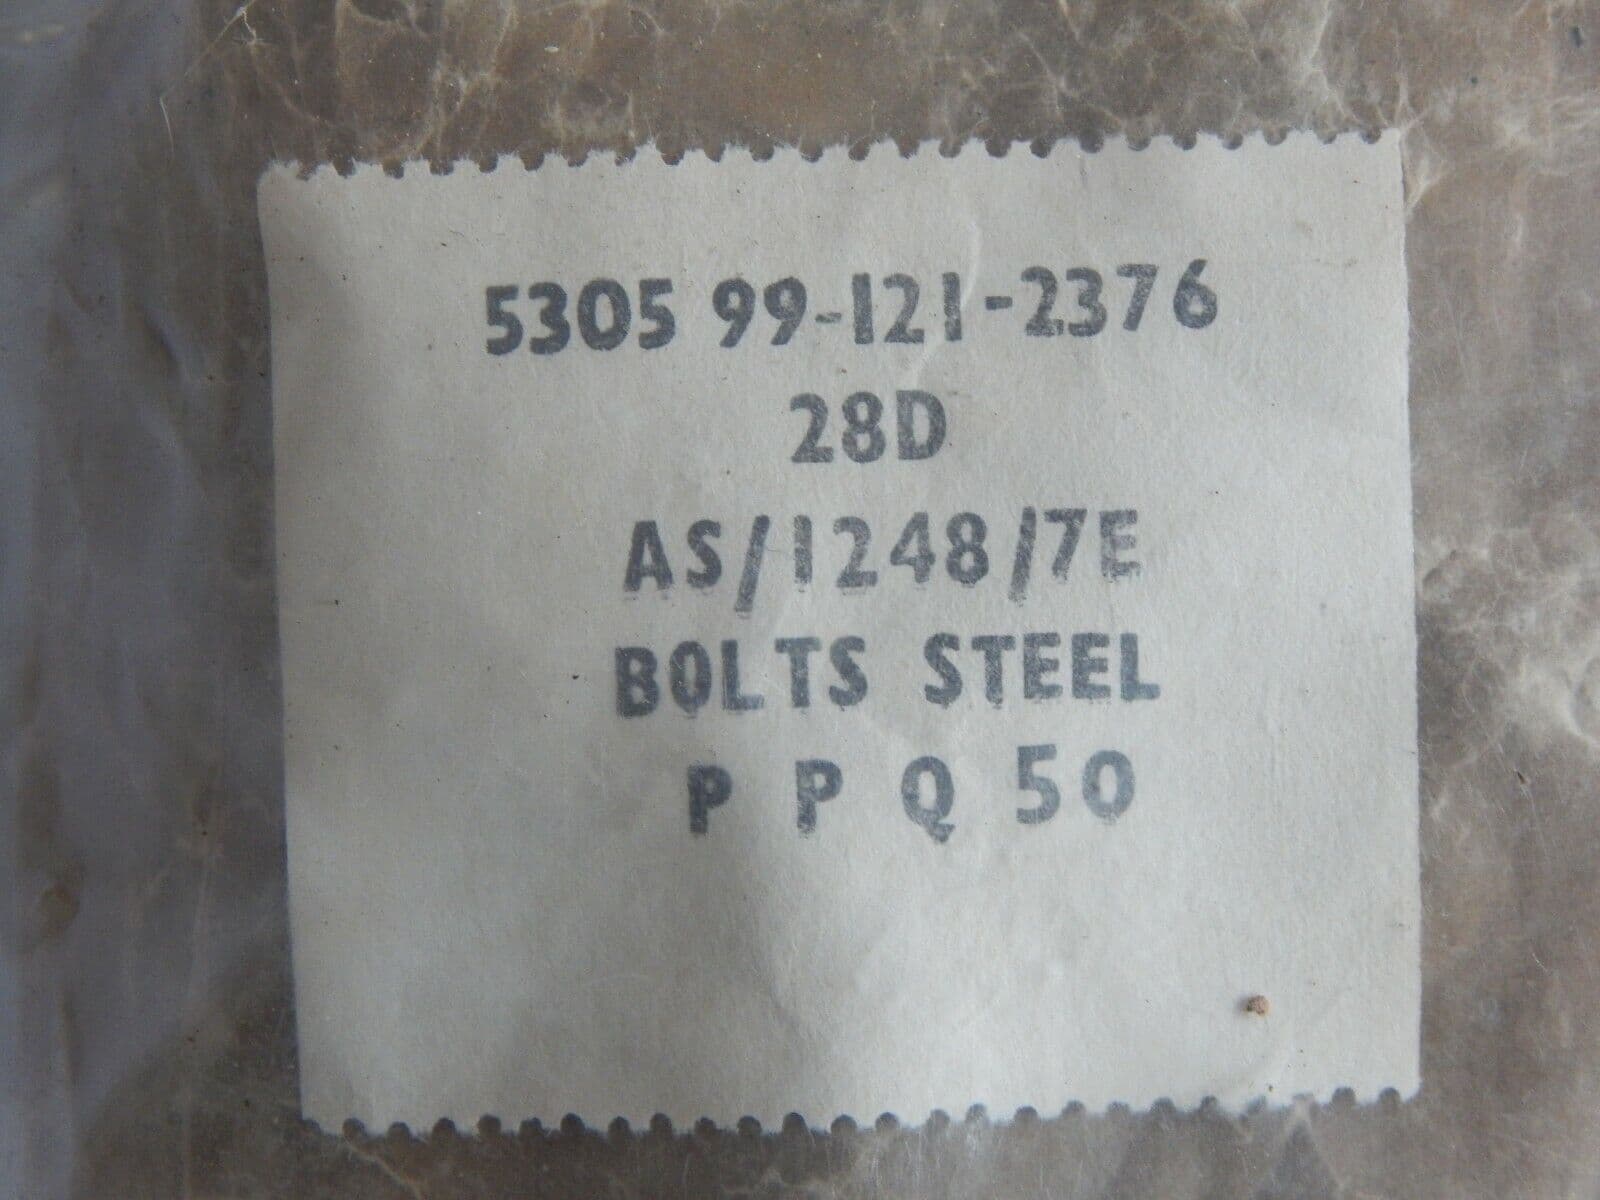 5305 99-121-2376
28D
AS/1248/7E
BOLTS STEEL
P P Q 50